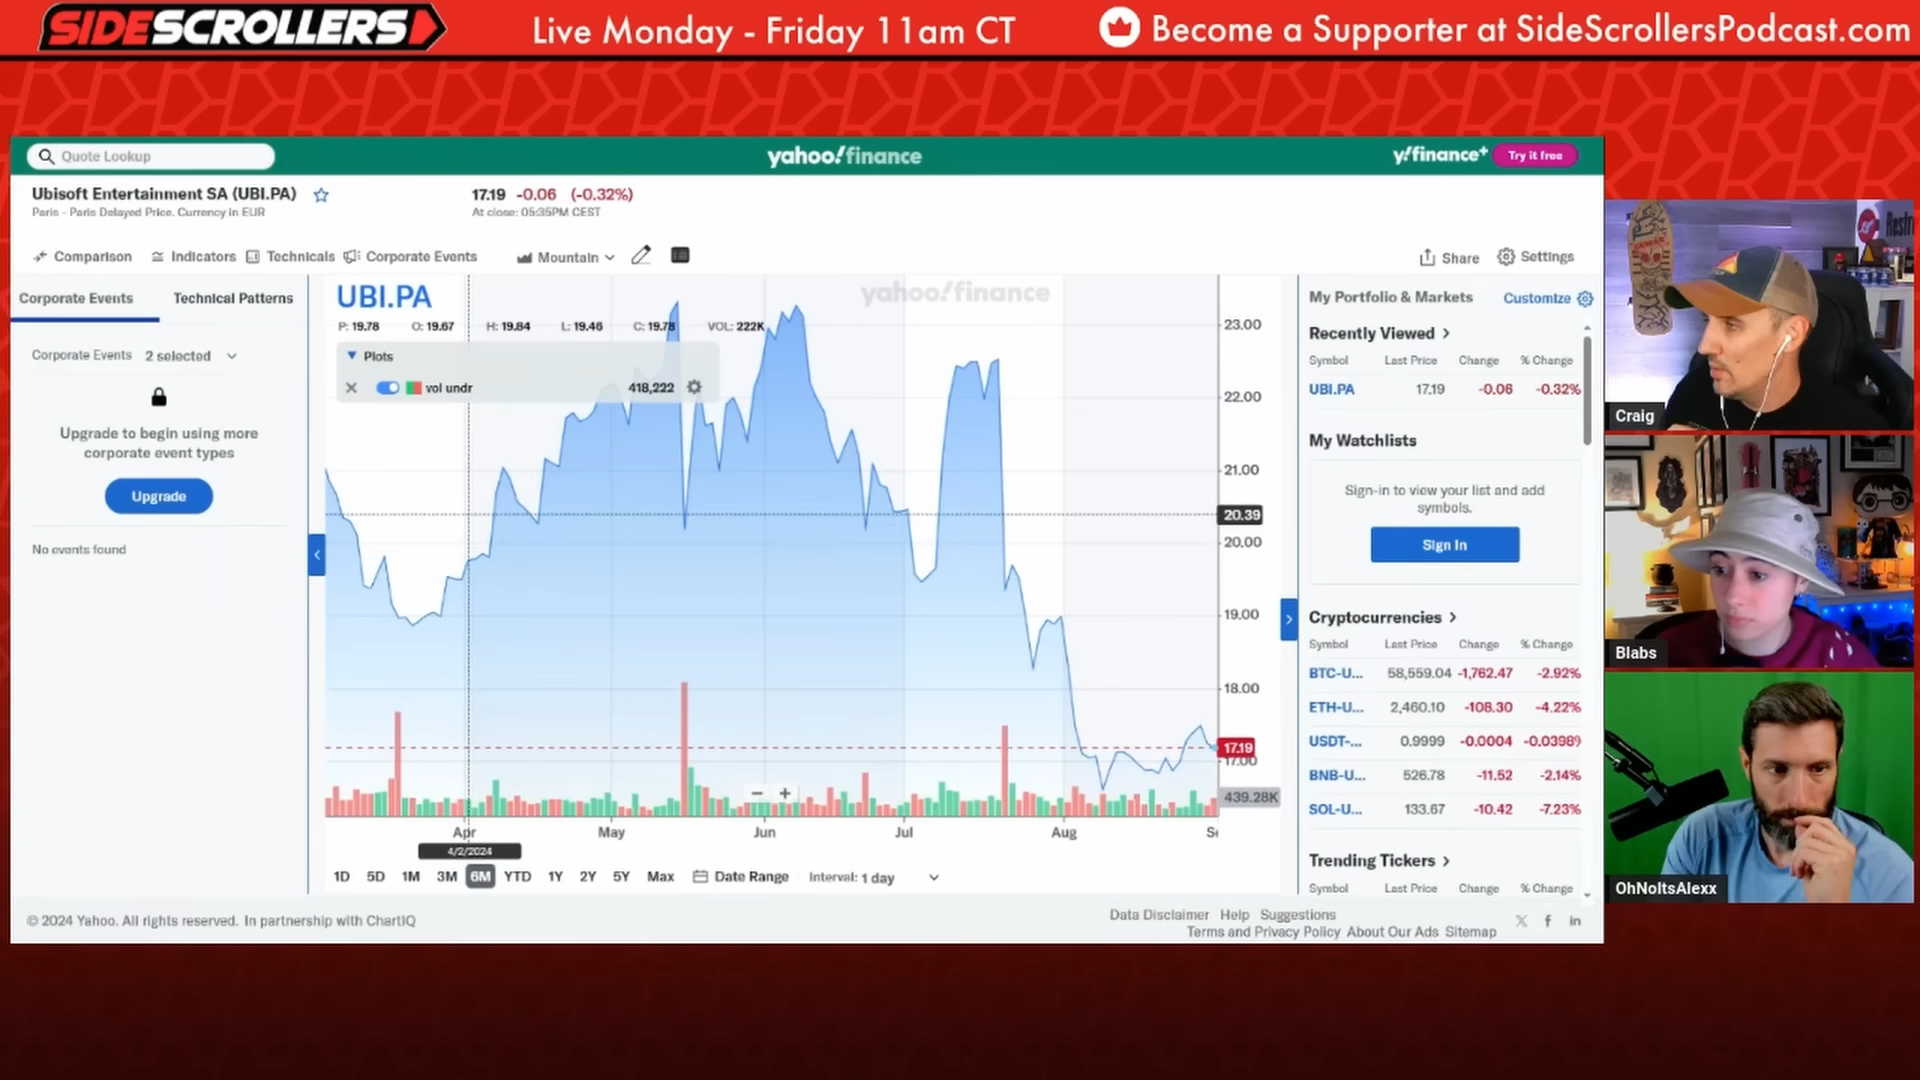 SIDESCROLLERS
Live Monday - Friday 11am CT
Become a Supporter at SideScrollersPodcast.com
Quote Lookup
yahoo!finance
y!finance+
Try it free
Ubisoft Entertainment SA (UBI.PA)
17.19 -0.06 (-0.32%)
Paris - Paris Delayed Price. Currency in EUR
At close: 05:35PM CEST
Comparison
Indicators
Technicals
Corporate Events
Mountain
Share
Settings
Corporate Events
Technical Patterns
Corporate Events 2 selected
Upgrade to begin using more
corporate event types
Upgrade
No events found
UBI.PA
yahoo!finance
P: 19.78 O: 19.67 H: 19.84 L: 19.46 C: 19.78 VOL: 222K
Plots
vol undr 418,222
23.00
22.00
21.00
20.39
20.00
19.00
18.00
17.19
17.00
439.28K
Apr May Jun Jul Aug
4/2/2024
1D 5D 1M 3M 6M YTD 1Y 2Y 5Y Max Date Range Interval: 1 day
My Portfolio & Markets
Customize
Recently Viewed
Symbol Last Price Change % Change
UBI.PA 17.19 -0.06 -0.32%
My Watchlists
Sign-in to view your list and add
symbols.
Sign In
Cryptocurrencies
Symbol Last Price Change % Change
BTC-U... 58,559.04 -1,762.47 -2.92%
ETH-U... 2,460.10 -108.30 -4.22%
USDT-... 0.9999 -0.0004 -0.0398%
BNB-U... 526.78 -11.52 -2.14%
SOL-U... 133.67 -10.42 -7.23%
Trending Tickers
Symbol Last Price Change % Change
© 2024 Yahoo. All rights reserved. In partnership with ChartIQ
Data Disclaimer Help Suggestions
Terms and Privacy Policy About Our Ads Sitemap
Craig
Blabs
OhNoItsAlexx